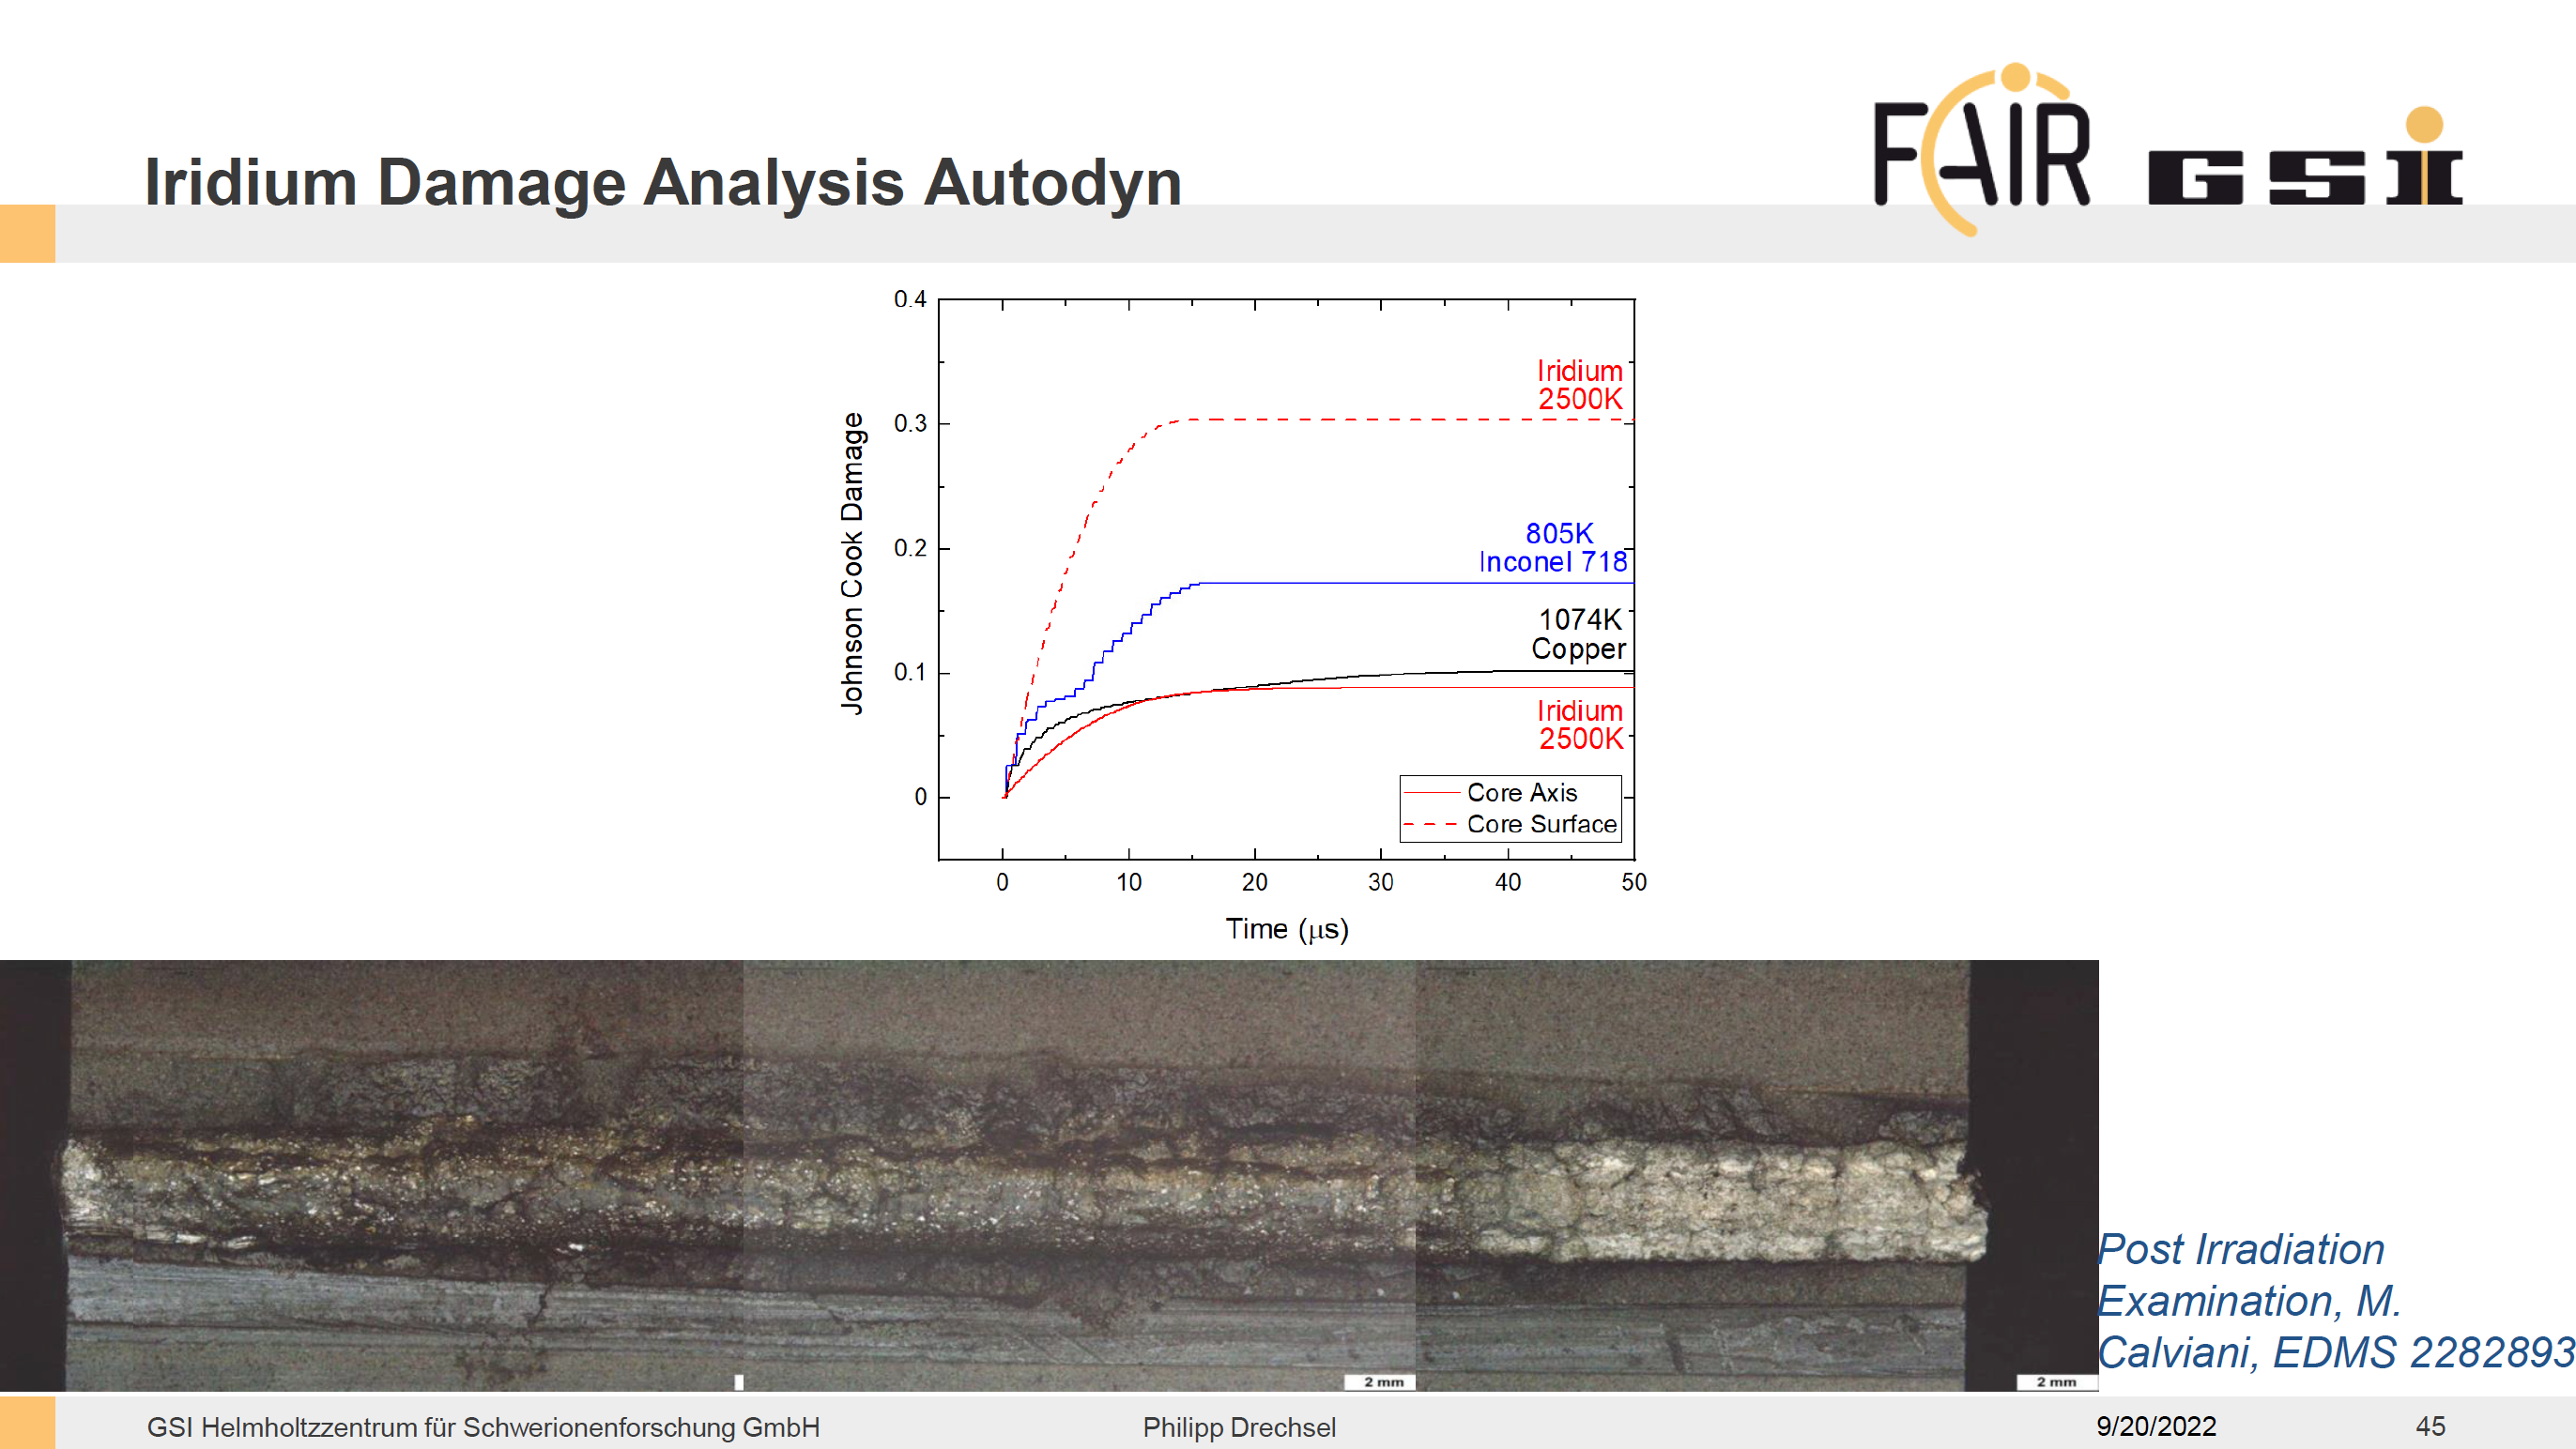 FAIR GSI
Iridium Damage Analysis Autodyn
0.4
0.3
0.2
0.1
0
Johnson Cook Damage
Iridium
2500K
805K
Inconel 718
1074K
Copper
Iridium
2500K
Core Axis
Core Surface
0 10 20 30 40 50
Time (μs)
2 mm
2 mm
Post Irradiation
Examination, M.
Calviani, EDMS 2282893
GSI Helmholtzzentrum für Schwerionenforschung GmbH
Philipp Drechsel
9/20/2022
45